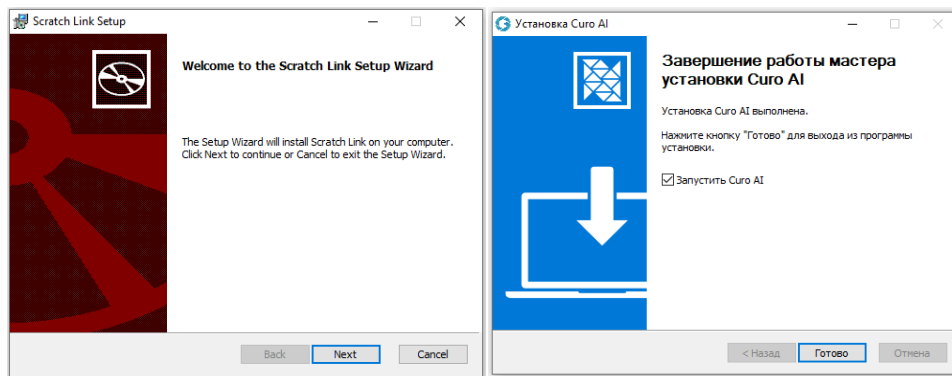 Scratch Link Setup
Welcome to the Scratch Link Setup Wizard
The Setup Wizard will install Scratch Link on your computer.
Click Next to continue or Cancel to exit the Setup Wizard.
Back
Next
Cancel
Установка Curo AI
Завершение работы мастера
установки Curo AI
Установка Curo AI выполнена.
Нажмите кнопку "Готово" для выхода из программы
установки.
Запустить Curo AI
< Назад
Готово
Отмена